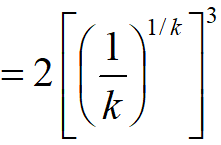 = 2 [ ( 1 / k )^{1/k} ]^3